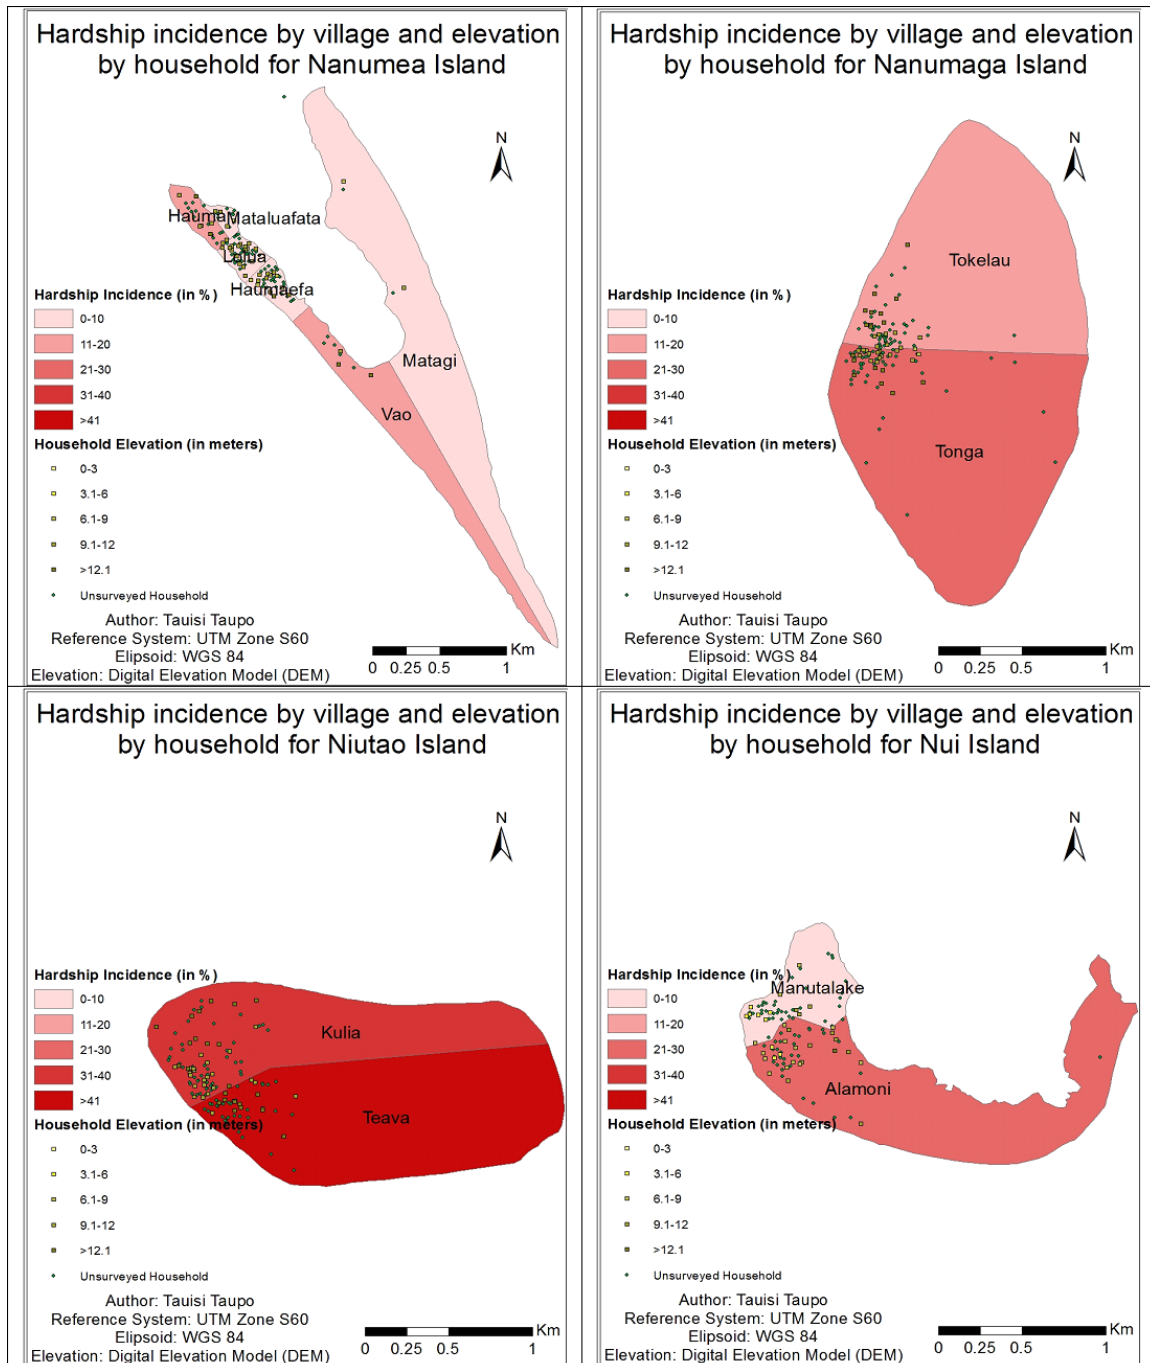 Hardship incidence by village and elevation
by household for Nanumea Island
N
Hauma
Mataluafata
Lolua
Haumaefa
Matagi
Vao
Hardship Incidence (in %)
0-10
11-20
21-30
31-40
>41
Household Elevation (in meters)
0-3
3.1-6
6.1-9
9.1-12
>12.1
Unsurveyed Household
Author: Tauisi Taupo
Reference System: UTM Zone S60
Elipsoid: WGS 84
Elevation: Digital Elevation Model (DEM)
Km
0 0.25 0.5 1
Hardship incidence by village and elevation
by household for Nanumaga Island
N
Tokelau
Tonga
Hardship Incidence (in %)
0-10
11-20
21-30
31-40
>41
Household Elevation (in meters)
0-3
3.1-6
6.1-9
9.1-12
>12.1
Unsurveyed Household
Author: Tauisi Taupo
Reference System: UTM Zone S60
Elipsoid: WGS 84
Elevation: Digital Elevation Model (DEM)
Km
0 0.25 0.5 1
Hardship incidence by village and elevation
by household for Niutao Island
N
Kulia
Teava
Hardship Incidence (in %)
0-10
11-20
21-30
31-40
>41
Household Elevation (in meters)
0-3
3.1-6
6.1-9
9.1-12
>12.1
Unsurveyed Household
Author: Tauisi Taupo
Reference System: UTM Zone S60
Elipsoid: WGS 84
Elevation: Digital Elevation Model (DEM)
Km
0 0.25 0.5 1
Hardship incidence by village and elevation
by household for Nui Island
N
Manutalake
Alamoni
Hardship Incidence (in %)
0-10
11-20
21-30
31-40
>41
Household Elevation (in meters)
0-3
3.1-6
6.1-9
9.1-12
>12.1
Unsurveyed Household
Author: Tauisi Taupo
Reference System: UTM Zone S60
Elipsoid: WGS 84
Elevation: Digital Elevation Model (DEM)
Km
0 0.25 0.5 1